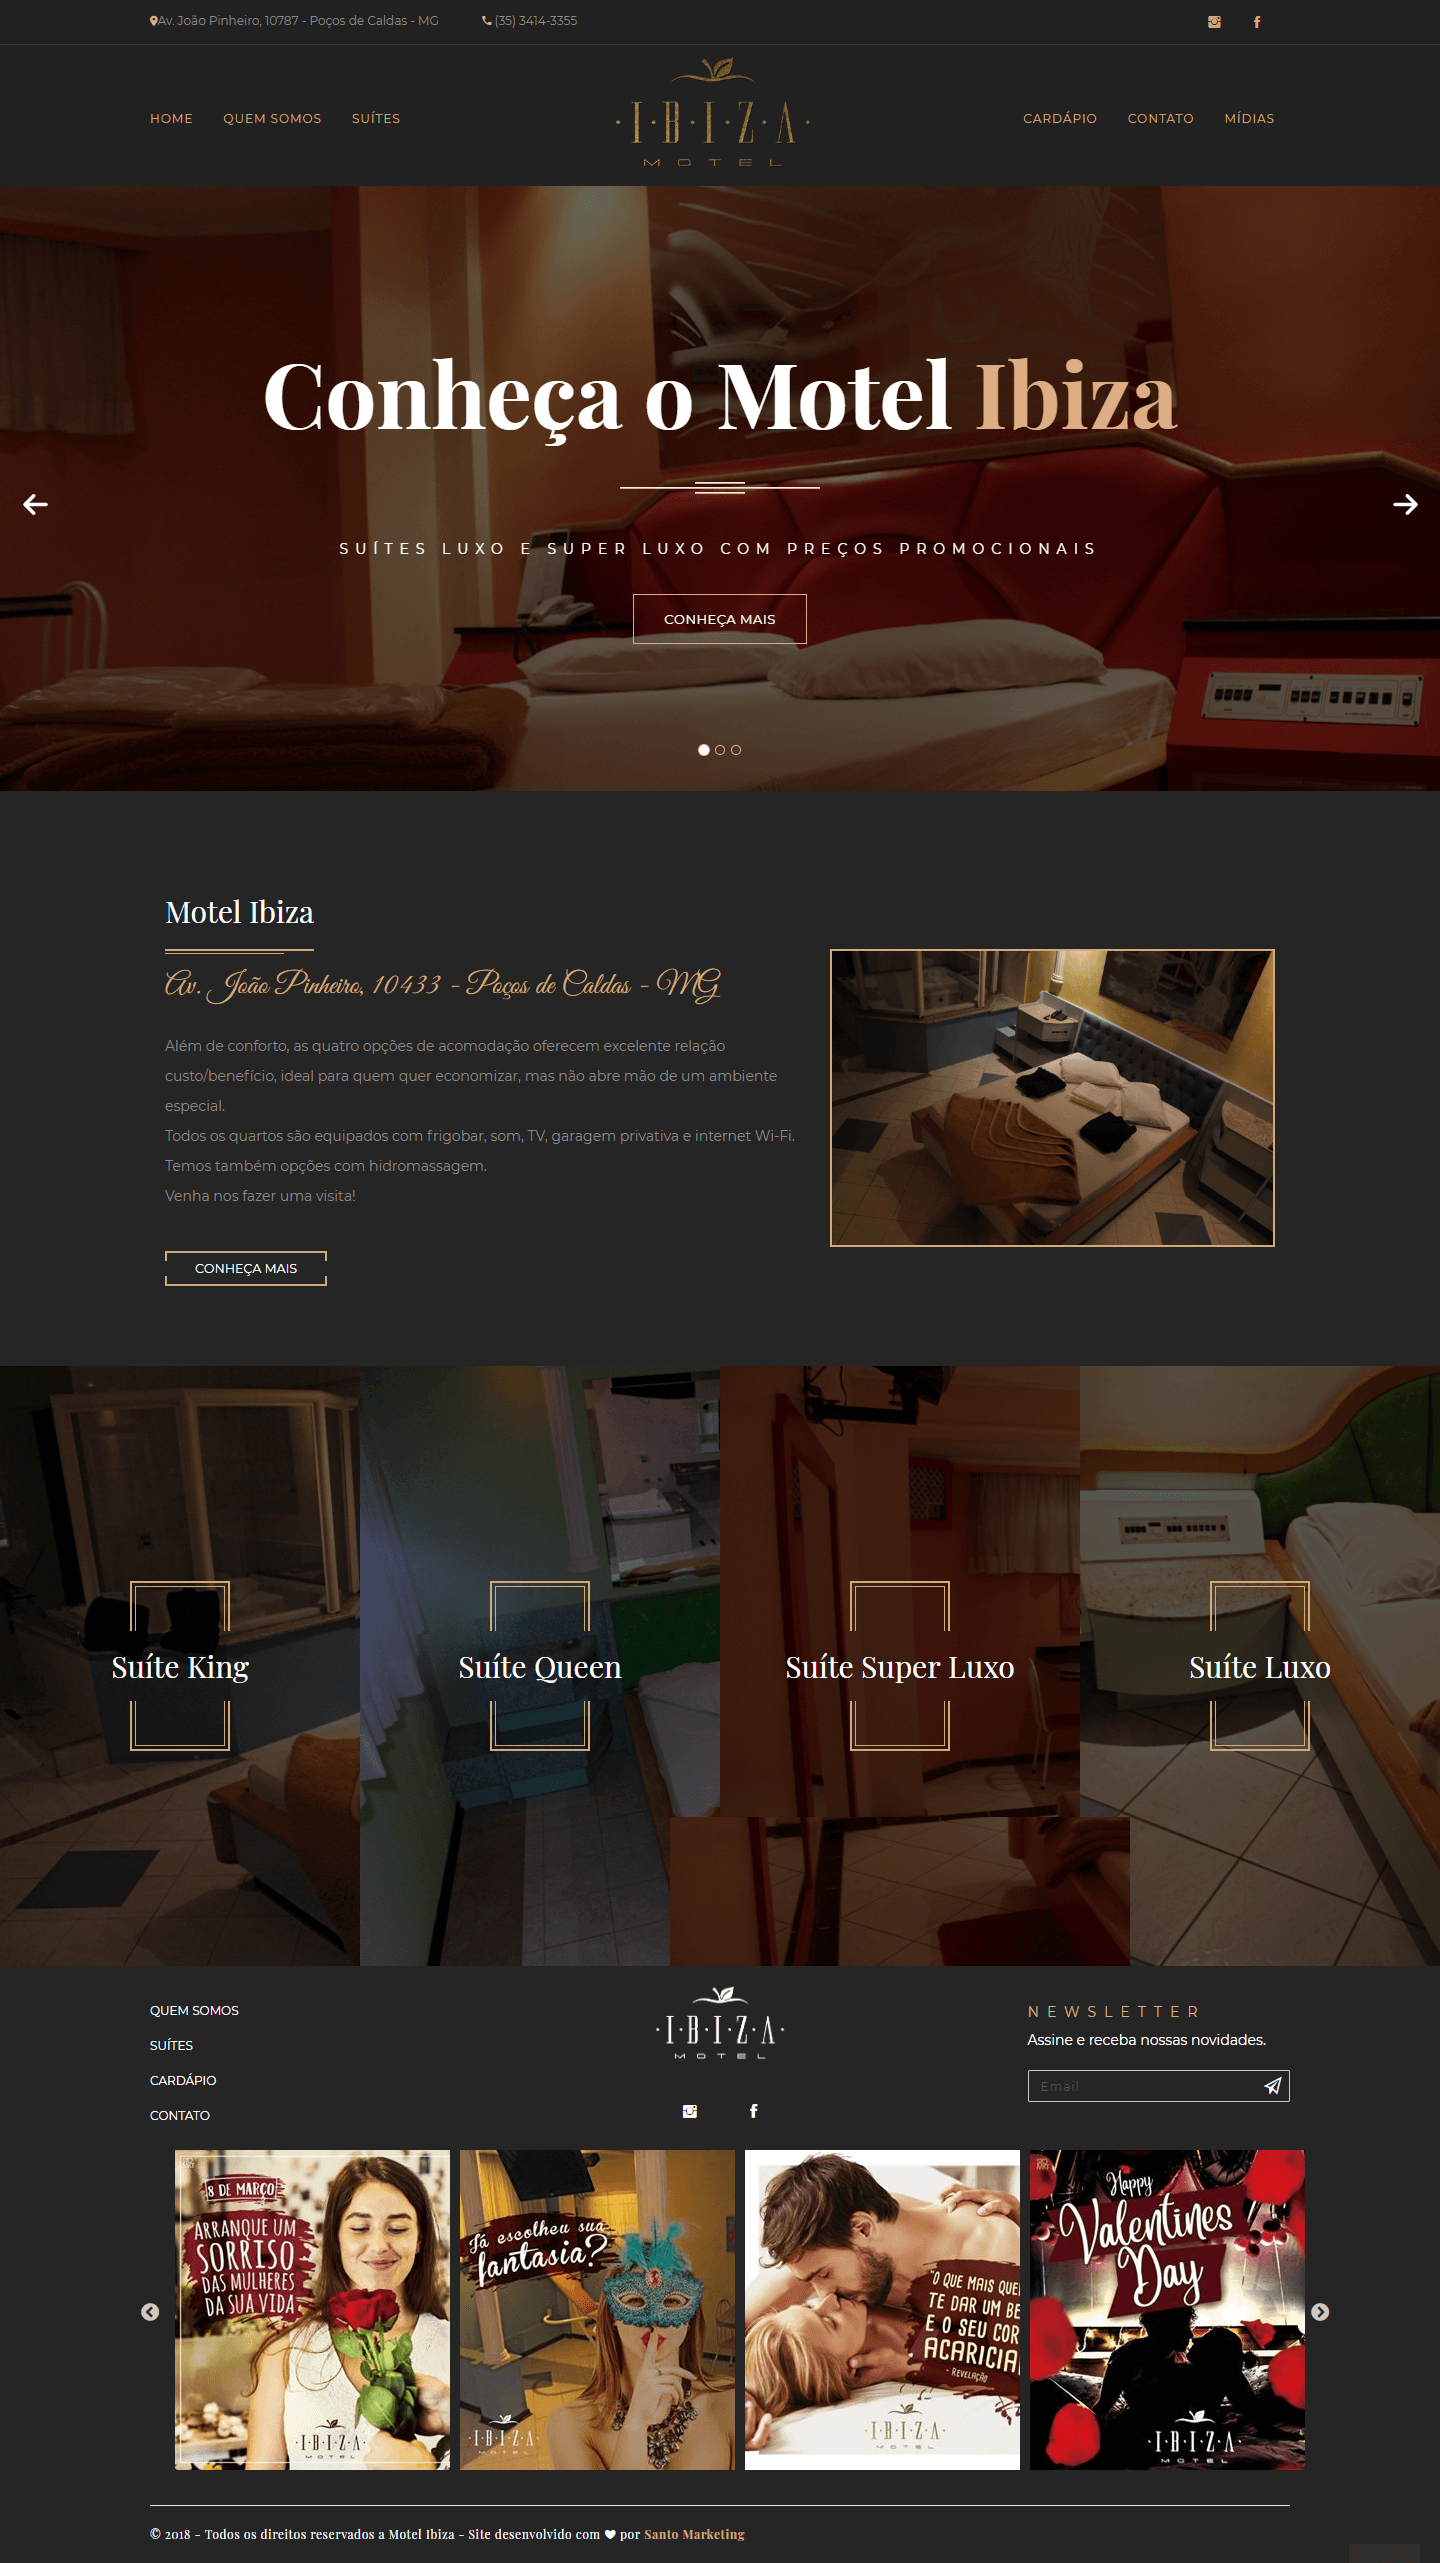 Av. João Pinheiro, 10787 - Poços de Caldas - MG
(35) 3414-3355
HOME
QUEM SOMOS
SUÍTES
·I·B·I·Z·A·
MOTEL
CARDÁPIO
CONTATO
MÍDIAS
Conheça o Motel Ibiza
SUÍTES LUXO E SUPER LUXO COM PREÇOS PROMOCIONAIS
CONHEÇA MAIS
Motel Ibiza
Av. João Pinheiro, 10433 - Poços de Caldas - MG
Além de conforto, as quatro opções de acomodação oferecem excelente relação
custo/benefício, ideal para quem quer economizar, mas não abre mão de um ambiente
especial.
Todos os quartos são equipados com frigobar, som, TV, garagem privativa e internet Wi-Fi.
Temos também opções com hidromassagem.
Venha nos fazer uma visita!
CONHEÇA MAIS
Suíte King
Suíte Queen
Suíte Super Luxo
Suíte Luxo
QUEM SOMOS
SUÍTES
CARDÁPIO
CONTATO
·I·B·I·Z·A·
MOTEL
NEWSLETTER
Assine e receba nossas novidades.
Email
8 DE MARÇO
ARRANQUE UM
SORRISO
DAS MULHERES
DA SUA VIDA
·I·B·I·Z·A·
MOTEL
Já escolheu sua
fantasia?
·I·B·I·Z·A·
MOTEL
"O QUE MAIS QUE
TE DAR UM BE
E O SEU COR
ACARICIA
- REVELAÇÃO
·I·B·I·Z·A·
MOTEL
Happy
Valentines
Day
·I·B·I·Z·A·
MOTEL
© 2018 - Todos os direitos reservados a Motel Ibiza - Site desenvolvido com ♥ por Santo Marketing